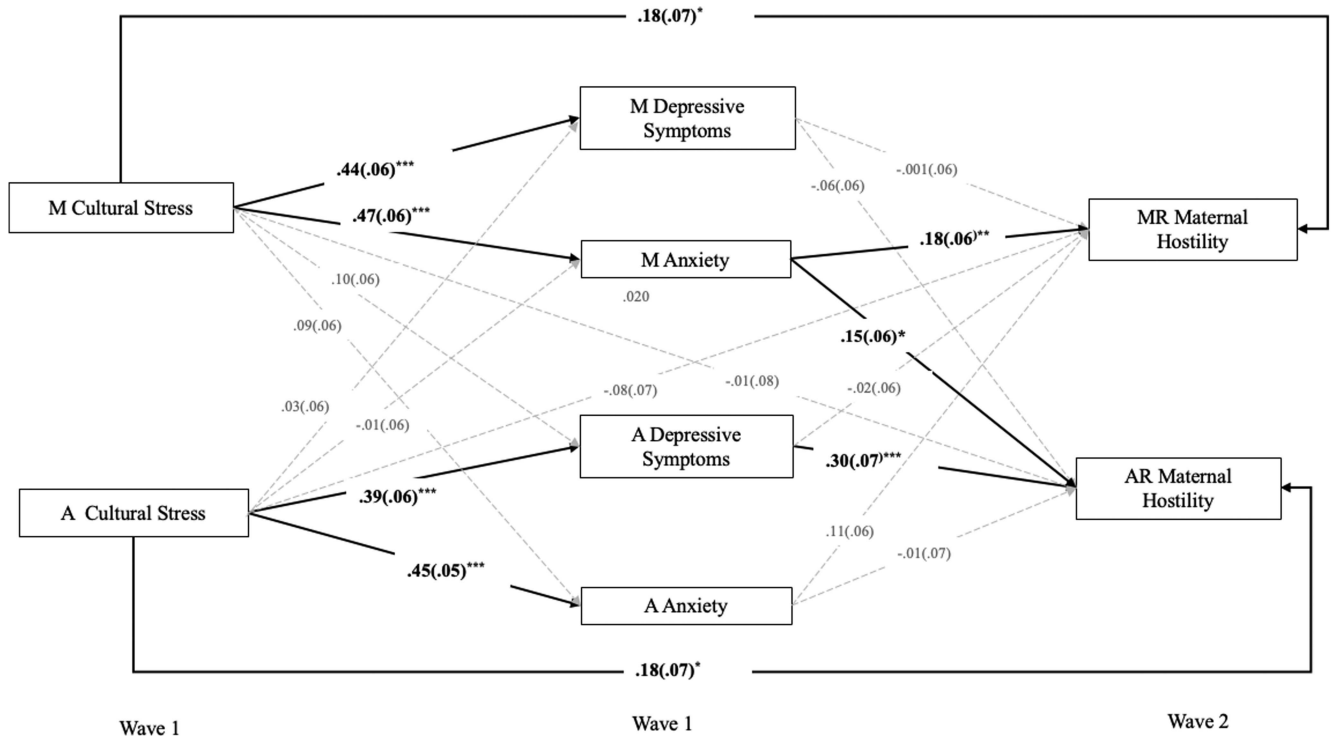 .18(.07)*
M Depressive
Symptoms
.44(.06)***
-.001(.06)
-.06(.06)
M Cultural Stress
.47(.06)***
MR Maternal
Hostility
.18(.06)**
M Anxiety
.10(.06)
.020
.09(.06)
.15(.06)*
-.08(.07)
-.01(.08)
-.02(.06)
.03(.06)
-.01(.06)
A Depressive
Symptoms
.30(.07)***
.39(.06)***
AR Maternal
Hostility
A Cultural Stress
.11(.06)
-.01(.07)
.45(.05)***
A Anxiety
.18(.07)*
Wave 1
Wave 1
Wave 2